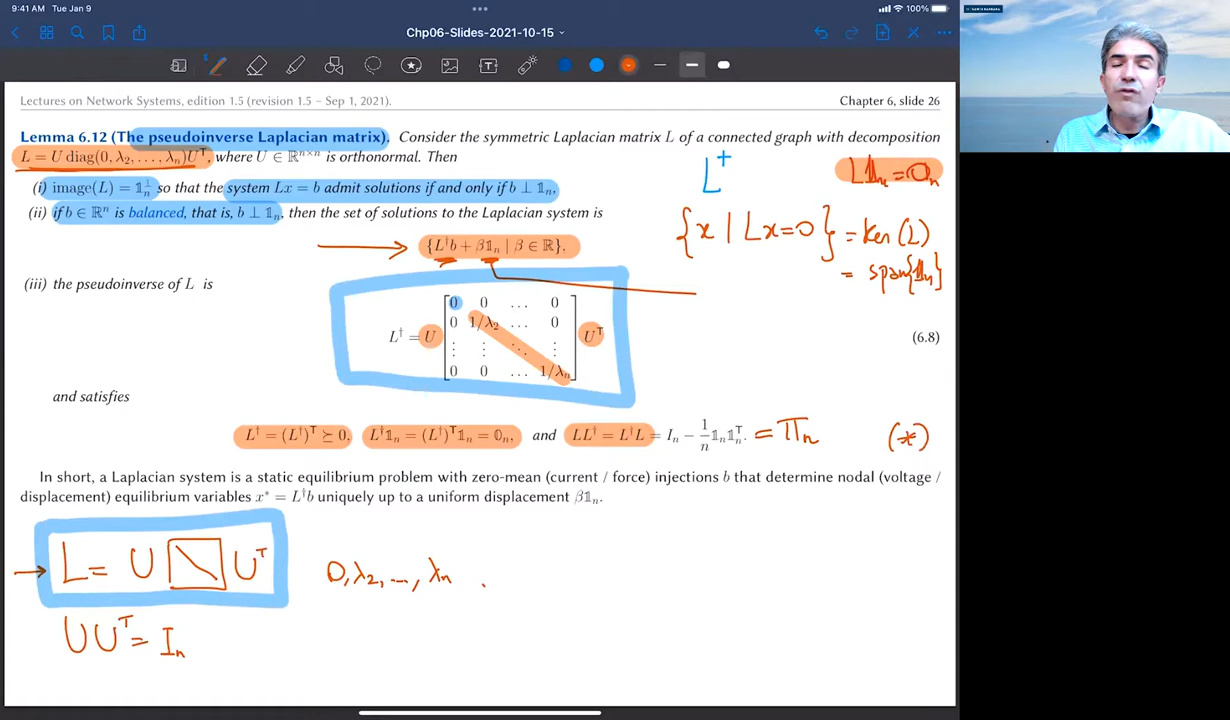 9:41 AM Tue Jan 9
100%
Chp06-Slides-2021-10-15
Lectures on Network Systems, edition 1.5 (revision 1.5 – Sep 1, 2021).
Chapter 6, slide 26
Lemma 6.12 (The pseudoinverse Laplacian matrix). Consider the symmetric Laplacian matrix L of a connected graph with decomposition
L = U diag(0, λ₂, . . . , λₙ)Uᵀ, where U ∈ ℝⁿˣⁿ is orthonormal. Then
L⁺
L𝟙ₙ = 𝟘ₙ
(i) image(L) = 𝟙ₙ^⊥ so that the system Lx = b admit solutions if and only if b ⊥ 𝟙ₙ,
(ii) if b ∈ ℝⁿ is balanced, that is, b ⊥ 𝟙ₙ, then the set of solutions to the Laplacian system is
{x | Lx=0} = ker(L)
= span{𝟙ₙ}
{L†b + β𝟙ₙ | β ∈ ℝ}.
(iii) the pseudoinverse of L is
0 0 . . . 0
0 1/λ₂ . . . 0
L† = U ⋮ ⋮ ⋱ ⋮ Uᵀ
(6.8)
0 0 . . . 1/λₙ
and satisfies
L† = (L†)ᵀ ⪰ 0, L†𝟙ₙ = (L†)ᵀ𝟙ₙ = 𝟘ₙ, and LL† = L†L = Iₙ − 1/n 𝟙ₙ𝟙ₙᵀ. = Πₙ (*)
In short, a Laplacian system is a static equilibrium problem with zero-mean (current / force) injections b that determine nodal (voltage /
displacement) equilibrium variables x* = L†b uniquely up to a uniform displacement β𝟙ₙ.
L = U Uᵀ
0, λ₂, ..., λₙ .
UUᵀ = Iₙ